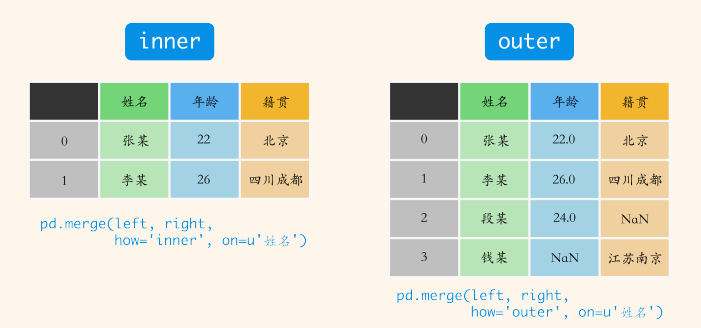 inner
姓名 年龄 籍贯
0 张某 22 北京
1 李某 26 四川成都
pd.merge(left, right,
how='inner', on=u'姓名')
outer
姓名 年龄 籍贯
0 张某 22.0 北京
1 李某 26.0 四川成都
2 段某 24.0 NaN
3 钱某 NaN 江苏南京
pd.merge(left, right,
how='outer', on=u'姓名')